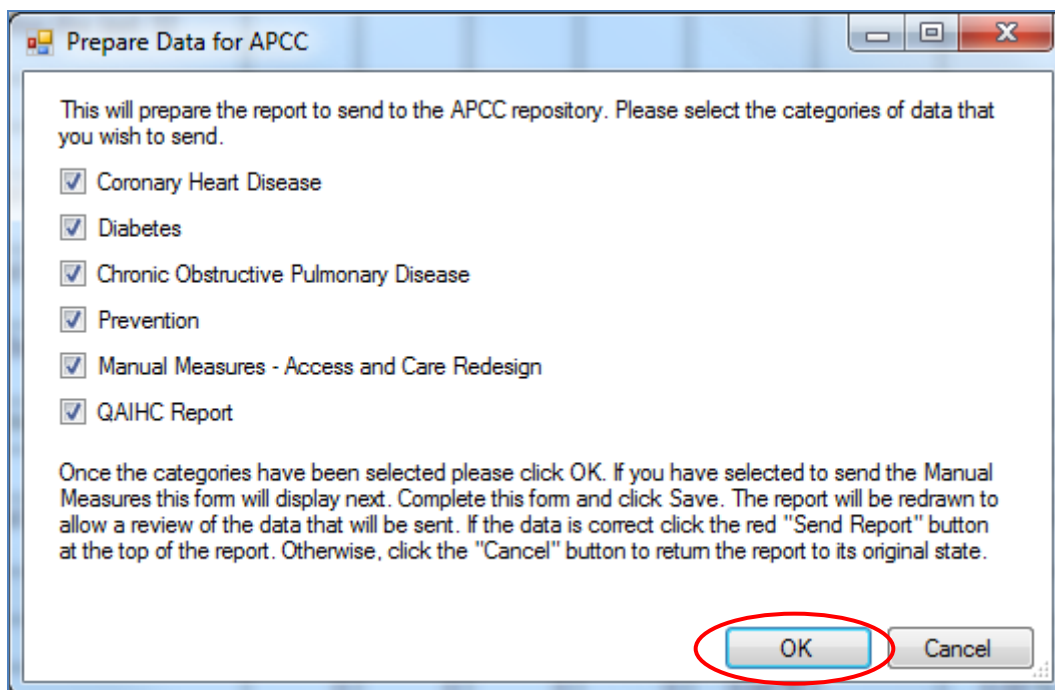 Prepare Data for APCC
This will prepare the report to send to the APCC repository. Please select the categories of data that
you wish to send.
Coronary Heart Disease
Diabetes
Chronic Obstructive Pulmonary Disease
Prevention
Manual Measures - Access and Care Redesign
QAIHC Report
Once the categories have been selected please click OK. If you have selected to send the Manual
Measures this form will display next. Complete this form and click Save. The report will be redrawn to
allow a review of the data that will be sent. If the data is correct click the red "Send Report" button
at the top of the report. Otherwise, click the "Cancel" button to return the report to its original state.
OK
Cancel